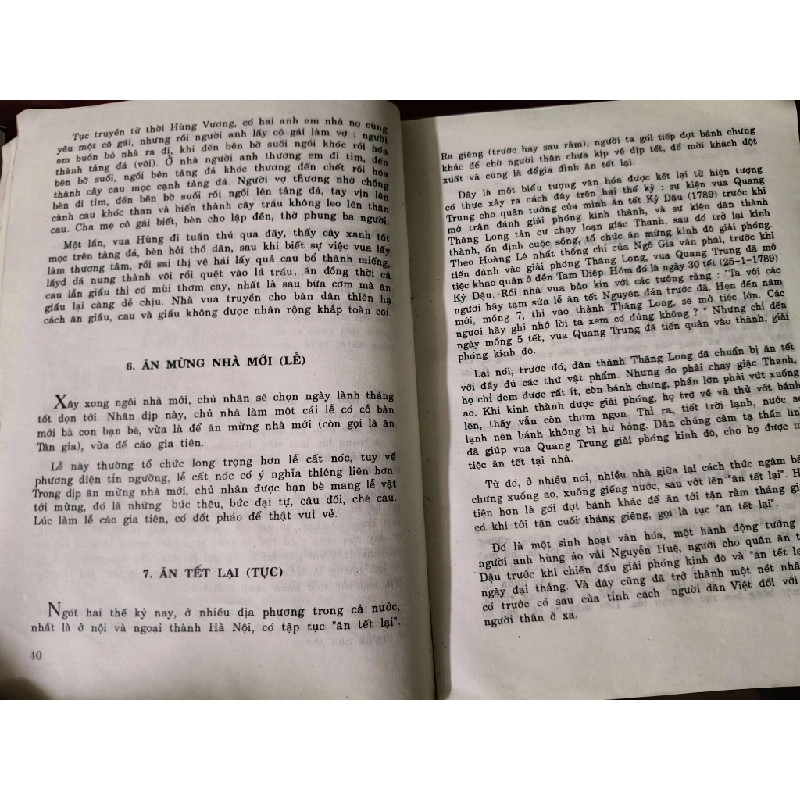 Tục truyền từ thời Hùng Vương, có hai anh em nhà nọ cùng
yêu một cô gái, nhưng rồi người anh lấy cô gái làm vợ ; người
em buồn bỏ nhà ra đi, khi đến bên bờ suối ngồi khóc rồi hóa
thành tảng đá (vôi). Ở nhà người anh thương em đi tìm, đến
bên bờ suối, ngồi bên tảng đá khóc thương đến chết rồi hóa
thành cây cau mọc cạnh tảng đá. Người vợ thương nhớ chồng
bèn đi tìm, đến bên bờ suối rồi ngồi lên tảng đá, tay vịn lên
cành cau khóc than và biến thành cây trầu không leo lên thân
cau. Cha mẹ cô gái biết, bèn cho lập đền, thờ phụng ba người.
Một lần, vua Hùng đi tuần thú qua đây, thấy cây xanh tốt
mọc trên tảng đá, bèn hỏi thổ dân, sau khi biết sự việc vua lấy
làm thương tâm, rồi sai thị vệ hái lấy quả cau bổ thành miếng,
lấyd đá nung thành vôi rồi quệt vào lá trầu, ăn đồng thời cả
cau lẫn giầu thì có mùi thơm cay, nhất là sau bữa cơm mà ăn
giầu lại càng dễ chịu. Nhà vua truyền cho bàn dân thiên hạ
cách ăn giầu, cau và giầu không được nhân rộng khắp toàn cõi.
6. ĂN MỪNG NHÀ MỚI (LỄ)
Xây xong ngôi nhà mới, chủ nhân sẽ chọn ngày lành tháng
tốt dọn tới. Nhân dịp này, chủ nhà làm một cái lễ có cỗ bàn
mời bà con bạn bè, vừa là để ăn mừng nhà mới (còn gọi là ăn
Tân gia), vừa để cáo gia tiên.
Lễ này thường tổ chức long trọng hơn lễ cất nóc, tuy về
phương diện tín ngưỡng, lễ cất nóc có ý nghĩa thiêng liên hơn.
Trong dịp ăn mừng nhà mới, chủ nhân được bạn bè mang lễ vật
tới mừng, đó là những bức thêu, bức đại tự, câu đối, chè cau.
Lúc làm lễ cáo gia tiên, có đốt pháo để thật vui vẻ.
7. ĂN TẾT LẠI (TỤC)
Ngót hai thế kỷ nay, ở nhiều địa phương trong cả nước,
nhất là ở nội và ngoại thành Hà Nội, có tập tục "ăn tết lại".
40
Ra giêng (trước hay sau rằm), người ta gói tiếp đợt bánh chưng
khác để chờ người thân chưa kịp về dịp tết, để mời khách đột
xuất và cũng là đểgia đình ăn tết lại.
Đây là một biểu tượng văn hóa được kết lại từ hiện tượng
có thực xảy ra cách đây trên hai thế kỷ : sự kiện vua Quang
Trung cho quân tướng của mình ăn tết Kỷ Dậu (1789) trước khi
mở trận đánh giải phóng kinh thành, và sự kiện dân thành
Thăng Long tản cư chạy loạn giặc Thanh, sau đó trở lại kinh
thành, ổn định cuộc sống, tổ chức ăn mừng kinh đô giải phóng.
Theo Hoàng Lê nhất thống chí của Ngô Gia văn phái, trước khi
tiến đánh vào giải phóng Thăng Long, vua Quang Trung đã mở
tiệc khao quân ở đèn Tam Điệp. Hôm đó là ngày 30 tết (25-1-1789)
Kỷ Dậu. Rồi nhà vua bảo kín với các tướng rằng : "Ta với các
ngươi hãy tạm sửa lễ ăn tết Nguyên đán trước đã. Hẹn đến năm
mới, mồng 7, thì vào thành Thăng Long, sẽ mở tiệc lớn. Các
ngươi hãy ghi nhớ lời ta xem có đúng không ? " Nhưng chỉ đến
ngày mồng 5 tết, vua Quang Trung đã tiến quân vào thành, giải
phóng kinh đô.
Lại nói, trước đó, dân thành Thăng Long đã chuẩn bị ăn tết
với đầy đủ các thứ vật phẩm. Nhưng do phải chạy giặc Thanh,
họ chỉ đem được rất ít, còn bánh chưng, phần lớn phải vứt xuống
ao. Khi kinh thành được giải phóng, họ trở về và thử vớt bánh
lên, thấy vẫn còn thơm ngon. Thì ra, tiết trời lạnh, nước ao
lạnh nên bánh không bị hư hỏng. Dân chúng cảm tạ thần linh
đã giúp vua Quang Trung giải phóng kinh đô, cho họ được
tiệc ăn tết tại nhà.
Từ đó, ở nhiều nơi, nhiều nhà giữa lại cách thức ngâm
chưng xuống ao, xuống giếng nước, sau vớt lên "ăn tết lại".
tiện hơn là gói đợt bánh khác để ăn tới tận rằm tháng
có khi tới tận cuối tháng giêng, gọi là tục "ăn tết lại".
Đó là một sinh hoạt văn hóa, một hành động tưởng
người anh hùng áo vải Nguyễn Huệ, người cho quân ăn
Dậu trước khi chiến đấu giải phóng kinh đô và "ăn tết
ngày đại thắng. Và đây cũng đã trở thành một nét
có trước có sau của tính cách người dân Việt đối với
người thân ở xa.